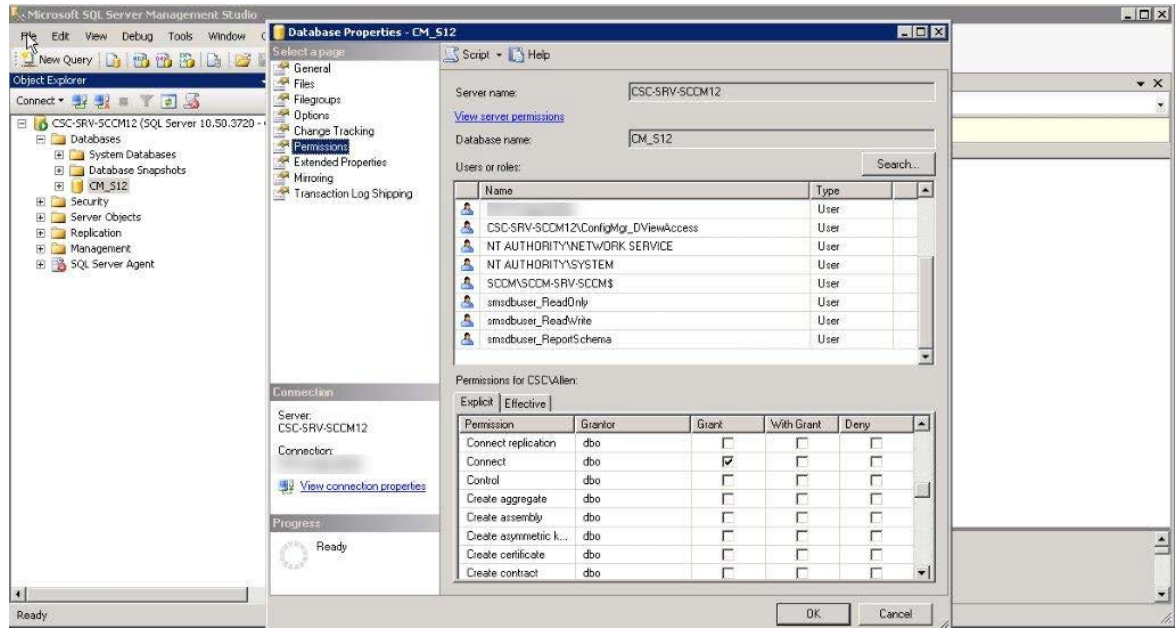 Microsoft SQL Server Management Studio
File Edit View Debug Tools Window
New Query
Object Explorer
Connect
CSC-SRV-SCCM12 (SQL Server 10.50.3720 -
Databases
System Databases
Database Snapshots
CM_S12
Security
Server Objects
Replication
Management
SQL Server Agent
Ready
Database Properties - CM_S12
Select a page
General
Files
Filegroups
Options
Change Tracking
Permissions
Extended Properties
Mirroring
Transaction Log Shipping
Connection
Server:
CSC-SRV-SCCM12
Connection:
View connection properties
Progress
Ready
Script Help
Server name: CSC-SRV-SCCM12
View server permissions
Database name: CM_S12
Users or roles: Search...
Name Type
User
CSC-SRV-SCCM12\ConfigMgr_DViewAccess User
NT AUTHORITY\NETWORK SERVICE User
NT AUTHORITY\SYSTEM User
SCCM\SCCM-SRV-SCCM$ User
smsdbuser_ReadOnly User
smsdbuser_ReadWrite User
smsdbuser_ReportSchema User
Permissions for CSC\Allen:
Explicit Effective
Permission Grantor Grant With Grant Deny
Connect replication dbo
Connect dbo
Control dbo
Create aggregate dbo
Create assembly dbo
Create asymmetric k... dbo
Create certificate dbo
Create contract dbo
OK Cancel